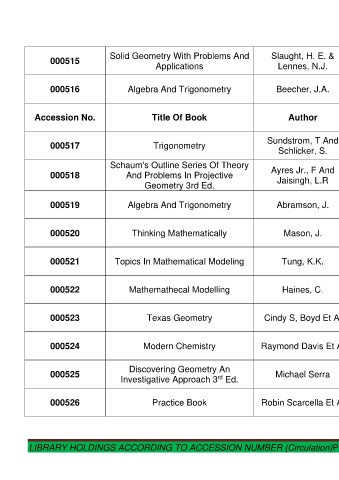 000515
Solid Geometry With Problems And
Applications
Slaught, H. E. &
Lennes, N.J.
000516
Algebra And Trigonometry
Beecher, J.A.
Accession No.
Title Of Book
Author
000517
Trigonometry
Sundstrom, T And
Schlicker, S.
000518
Schaum's Outline Series Of Theory
And Problems In Projective
Geometry 3rd Ed.
Ayres Jr., F And
Jaisingh, L.R
000519
Algebra And Trigonometry
Abramson, J.
000520
Thinking Mathematically
Mason, J.
000521
Topics In Mathematical Modeling
Tung, K.K.
000522
Mathemathecal Modelling
Haines, C.
000523
Texas Geometry
Cindy S, Boyd Et A
000524
Modern Chemistry
Raymond Davis Et A
000525
Discovering Geometry An
Investigative Approach 3rd Ed.
Michael Serra
000526
Practice Book
Robin Scarcella Et A
LIBRARY HOLDINGS ACCORDING TO ACCESSION NUMBER (Circulation)P